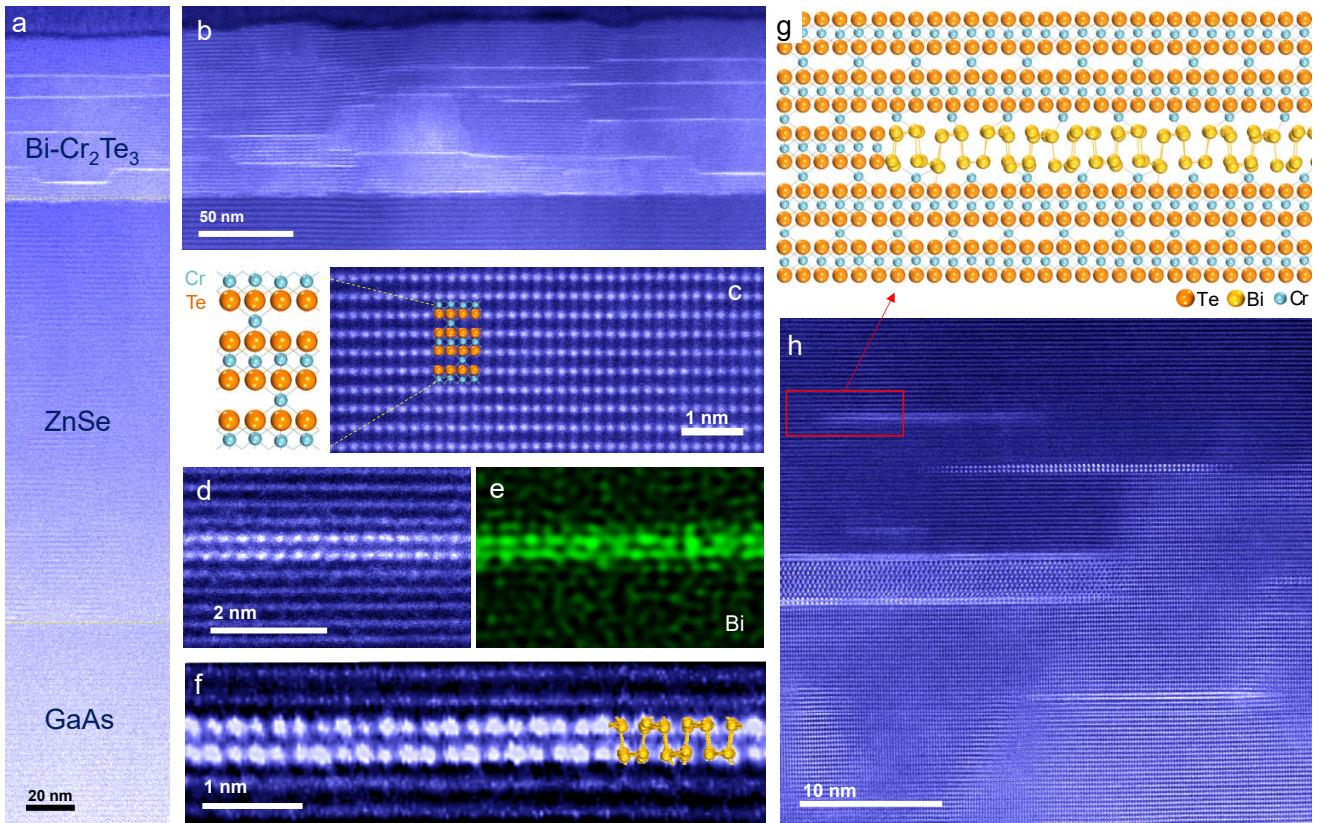 a
Bi-Cr₂Te₃
ZnSe
GaAs
20 nm
b
50 nm
Cr
Te
c
1 nm
d
2 nm
e
Bi
f
1 nm
g
Te Bi Cr
h
10 nm